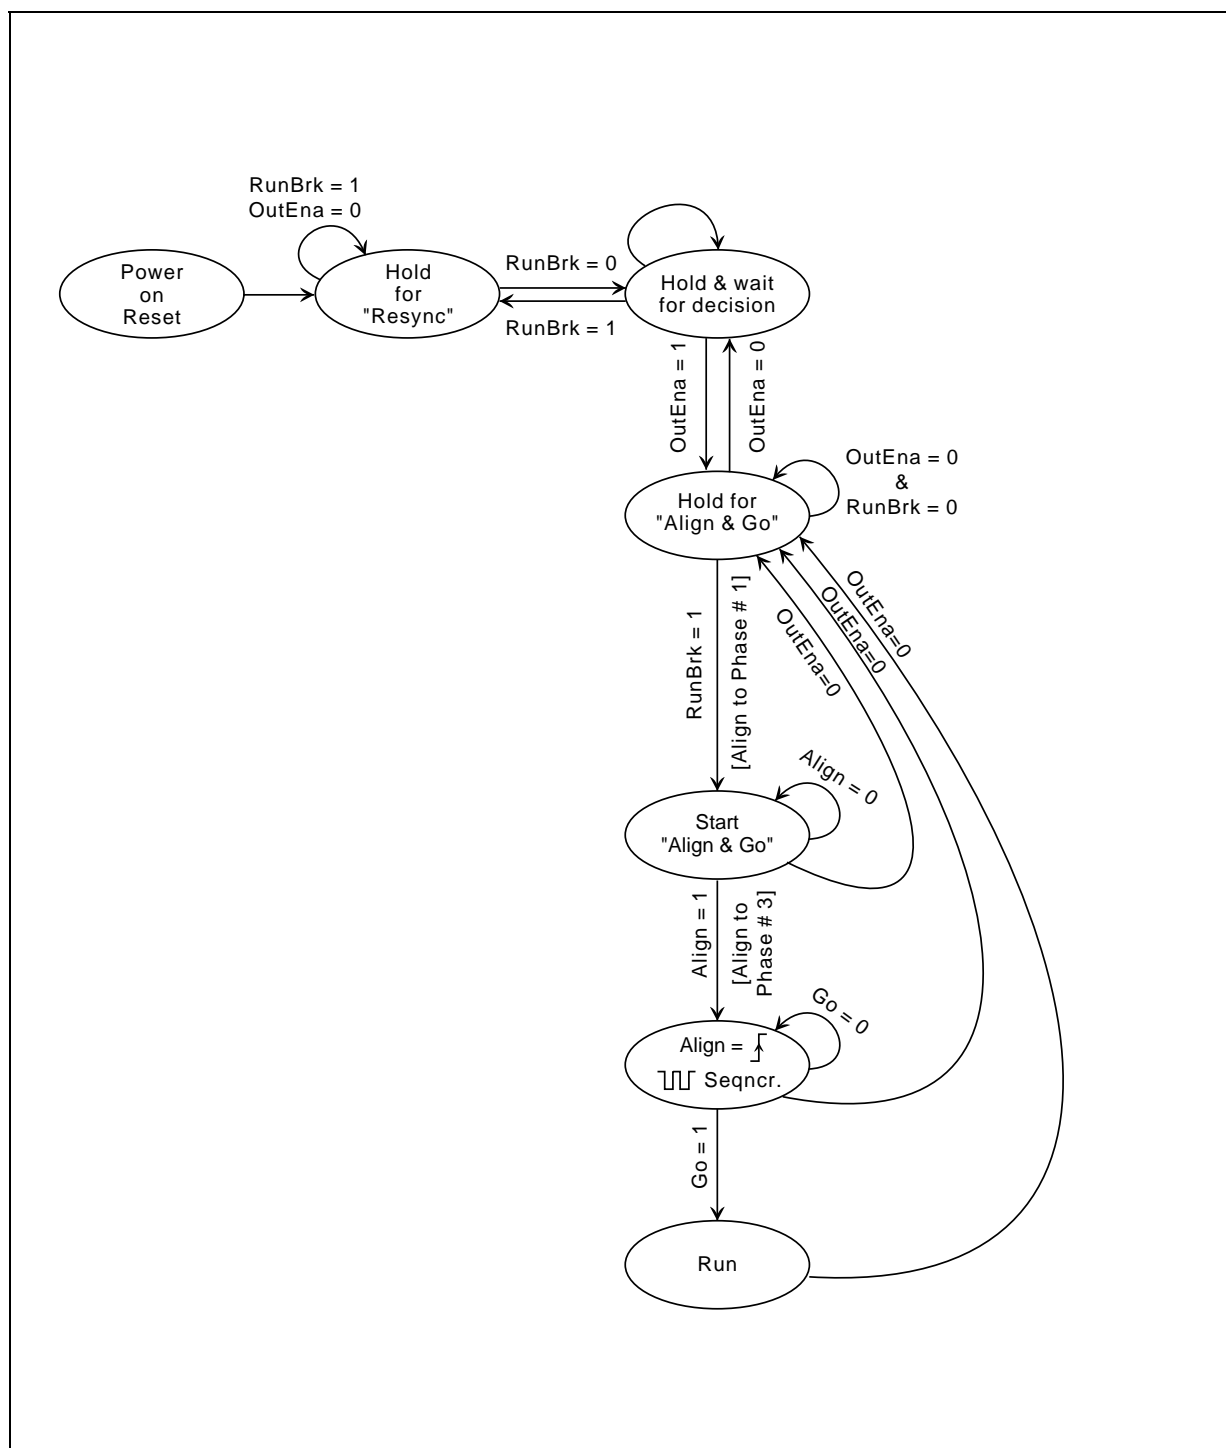 RunBrk = 1
OutEna = 0
Power
on
Reset
Hold
for
"Resync"
RunBrk = 0
RunBrk = 1
Hold & wait
for decision
OutEna = 1
OutEna = 0
Hold for
"Align & Go"
OutEna = 0
&
RunBrk = 0
RunBrk = 1
[Align to Phase # 1]
OutEna=0
OutEna=0
OutEna=0
Align = 0
Start
"Align & Go"
Align = 1
[Align to
Phase # 3]
Go = 0
Align =
Seqncr.
Go = 1
Run